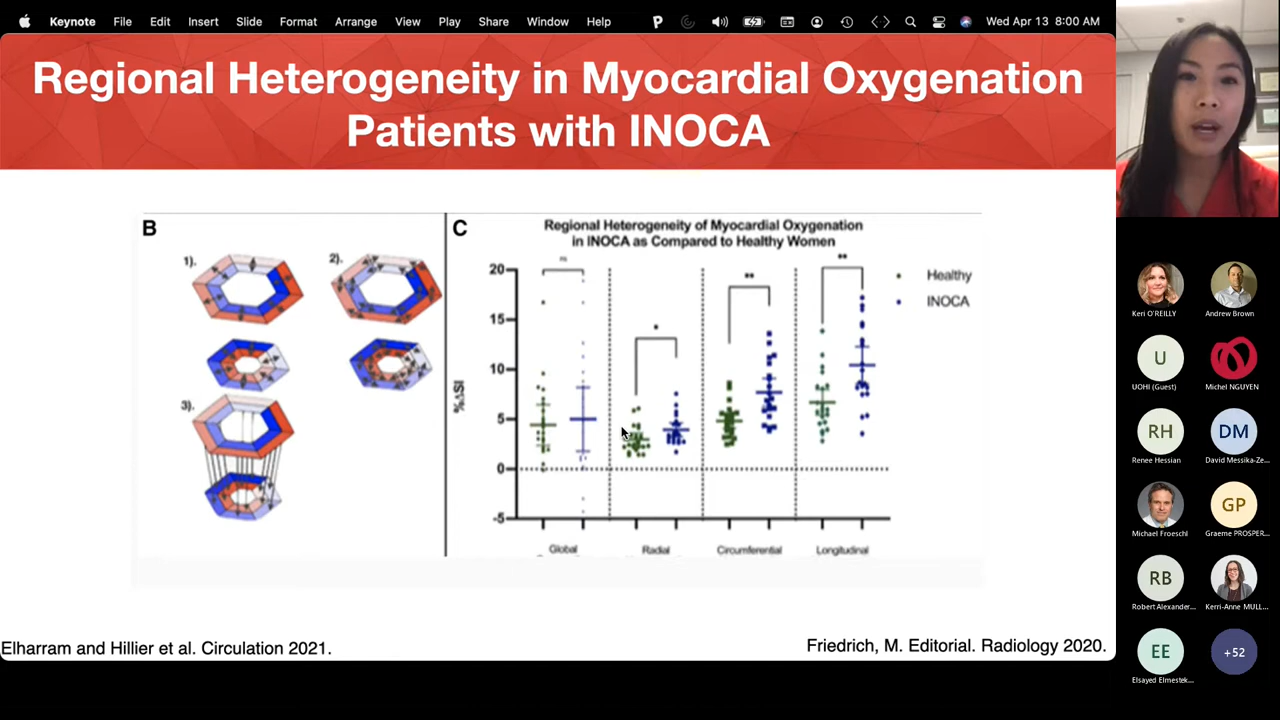 Keynote File Edit Insert Slide Format Arrange View Play Share Window Help Wed Apr 13 8:00 AM
Regional Heterogeneity in Myocardial Oxygenation
Patients with INOCA
B
1).
2).
3).
C
Regional Heterogeneity of Myocardial Oxygenation
in INOCA as Compared to Healthy Women
%ΔSI
20
15
10
5
0
-5
ns
*
**
**
Healthy
INOCA
Global
Radial
Circumferential
Longitudinal
Elharram and Hillier et al. Circulation 2021.
Friedrich, M. Editorial. Radiology 2020.
Keri O'REILLY
Andrew Brown
U
UOHI (Guest)
Michel NGUYEN
RH
Renee Hessian
DM
David Messika-Ze...
Michael Froeschl
GP
Graeme PROSPER...
RB
Robert Alexander...
Kerri-Anne MULL...
EE
Elsayed Elmestek...
+52